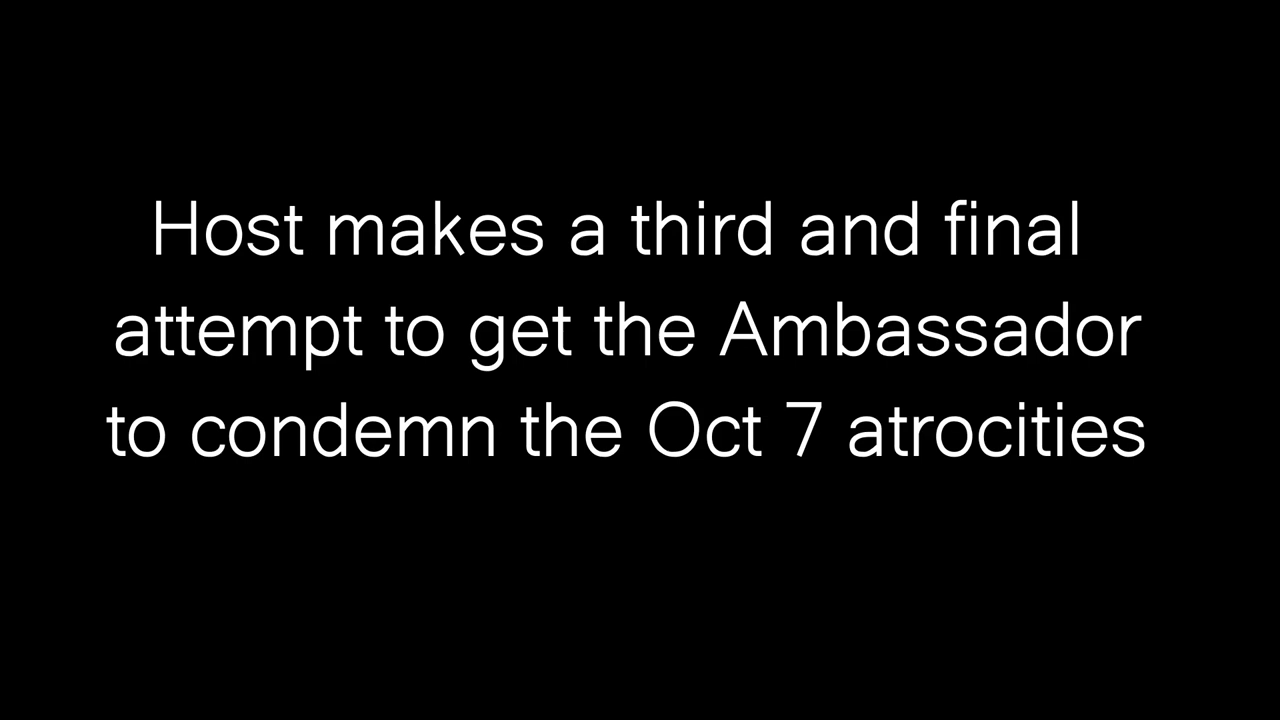 Host makes a third and final
attempt to get the Ambassador
to condemn the Oct 7 atrocities